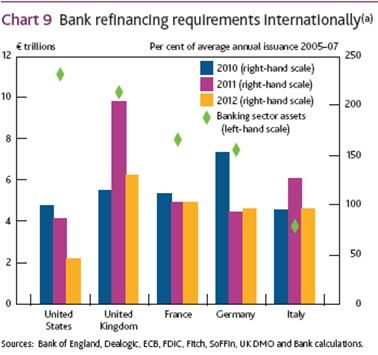 Chart 9 Bank refinancing requirements internationally(a)
€ trillions Per cent of average annual issuance 2005–07
12 250
10 200
8 150
6 100
4 50
2 0
0
2010 (right-hand scale)
2011 (right-hand scale)
2012 (right-hand scale)
Banking sector assets
(left-hand scale)
United States
United Kingdom
France
Germany
Italy
Sources: Bank of England, Dealogic, ECB, FDIC, Fitch, SoFFin, UK DMO and Bank calculations.